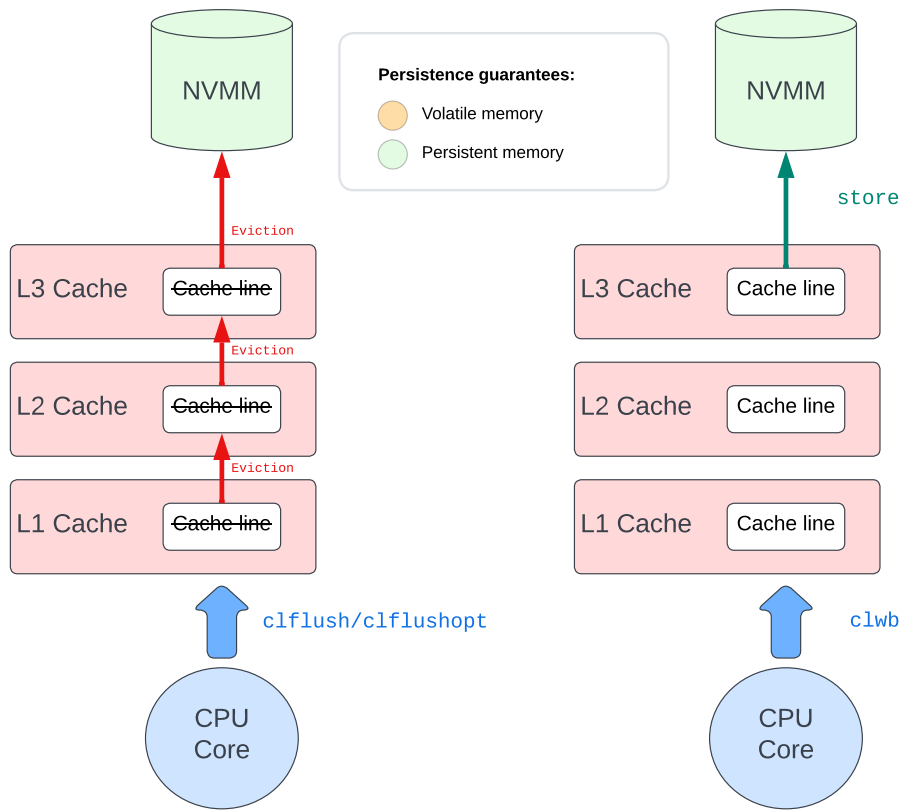 NVMM
Eviction
L3 Cache
Cache line
Eviction
L2 Cache
Cache line
Eviction
L1 Cache
Cache line
clflush/clflushopt
CPU
Core
Persistence guarantees:
Volatile memory
Persistent memory
NVMM
store
L3 Cache
Cache line
L2 Cache
Cache line
L1 Cache
Cache line
clwb
CPU
Core